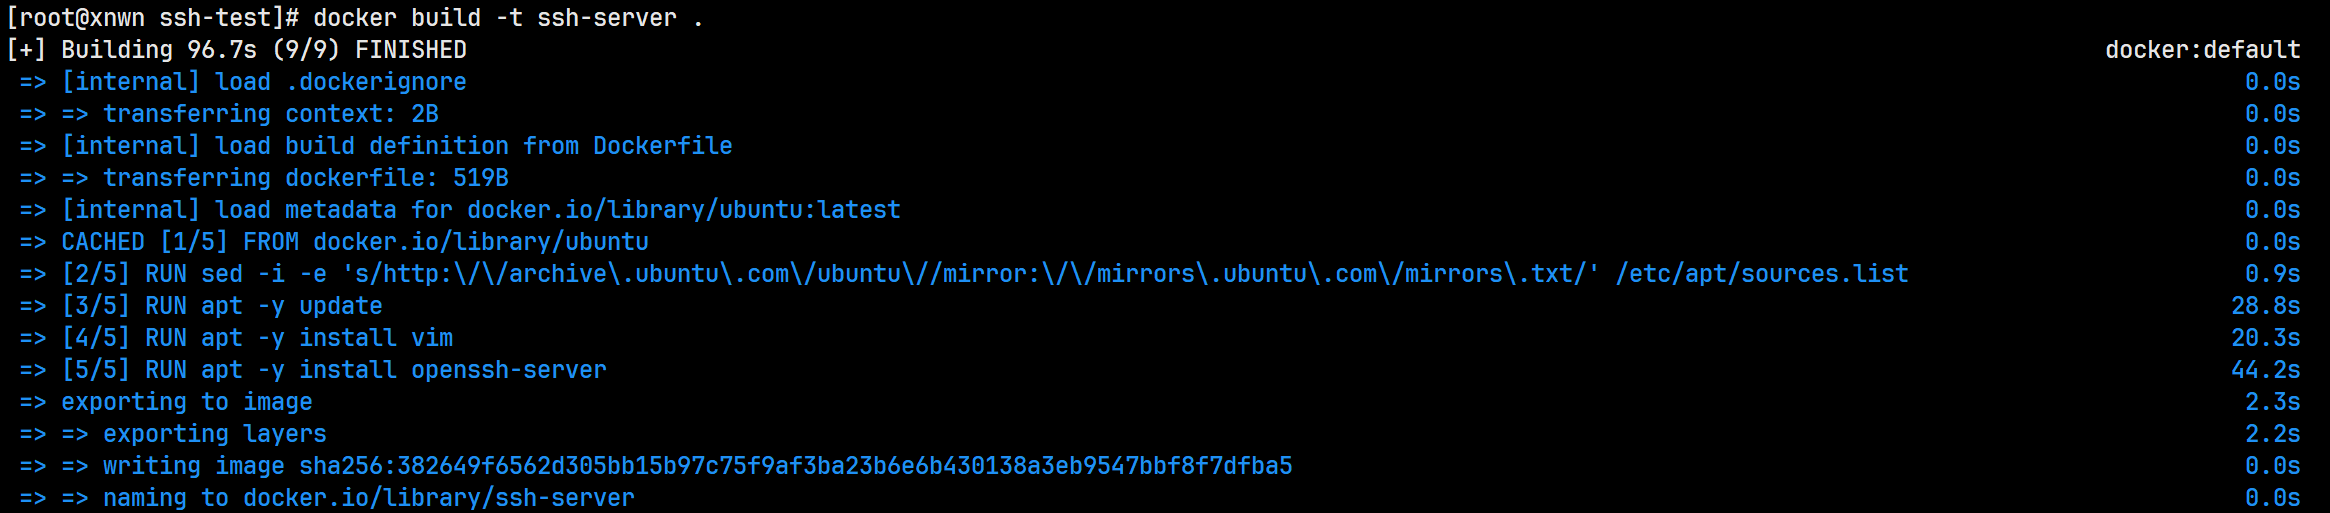 [root@xnwn ssh-test]# docker build -t ssh-server .
[+] Building 96.7s (9/9) FINISHED docker:default
=> [internal] load .dockerignore 0.0s
=> => transferring context: 2B 0.0s
=> [internal] load build definition from Dockerfile 0.0s
=> => transferring dockerfile: 519B 0.0s
=> [internal] load metadata for docker.io/library/ubuntu:latest 0.0s
=> CACHED [1/5] FROM docker.io/library/ubuntu 0.0s
=> [2/5] RUN sed -i -e 's/http:\/\/archive\.ubuntu\.com\/ubuntu\//mirror:\/\/mirrors\.ubuntu\.com\/mirrors\.txt/' /etc/apt/sources.list 0.9s
=> [3/5] RUN apt -y update 28.8s
=> [4/5] RUN apt -y install vim 20.3s
=> [5/5] RUN apt -y install openssh-server 44.2s
=> exporting to image 2.3s
=> => exporting layers 2.2s
=> => writing image sha256:382649f6562d305bb15b97c75f9af3ba23b6e6b430138a3eb9547bbf8f7dfba5 0.0s
=> => naming to docker.io/library/ssh-server 0.0s